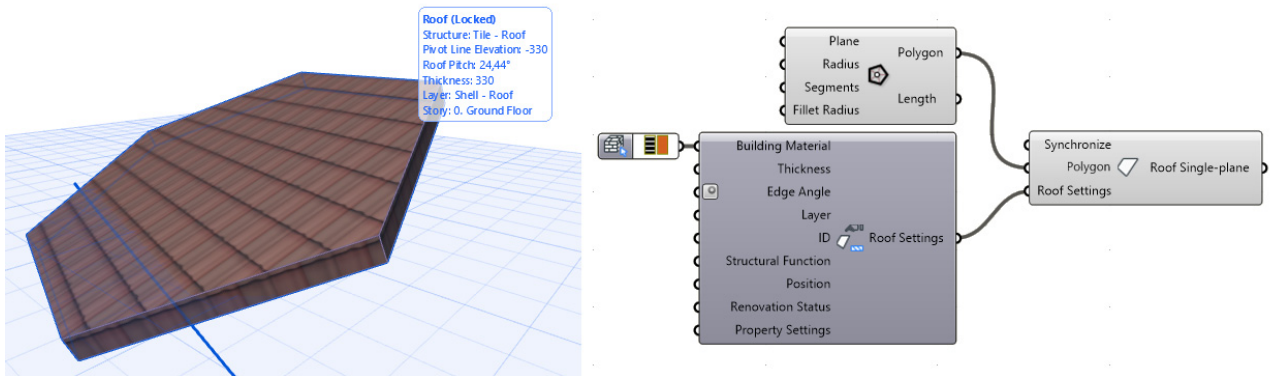 Roof (Locked)
Structure: Tile - Roof
Pivot Line Elevation: -330
Roof Pitch: 24,44°
Thickness: 330
Layer: Shell - Roof
Story: 0. Ground Floor
Plane
Radius
Segments
Fillet Radius
Polygon
Length
Building Material
Thickness
Edge Angle
Layer
ID
Structural Function
Position
Renovation Status
Property Settings
Roof Settings
Synchronize
Polygon
Roof Settings
Roof Single-plane